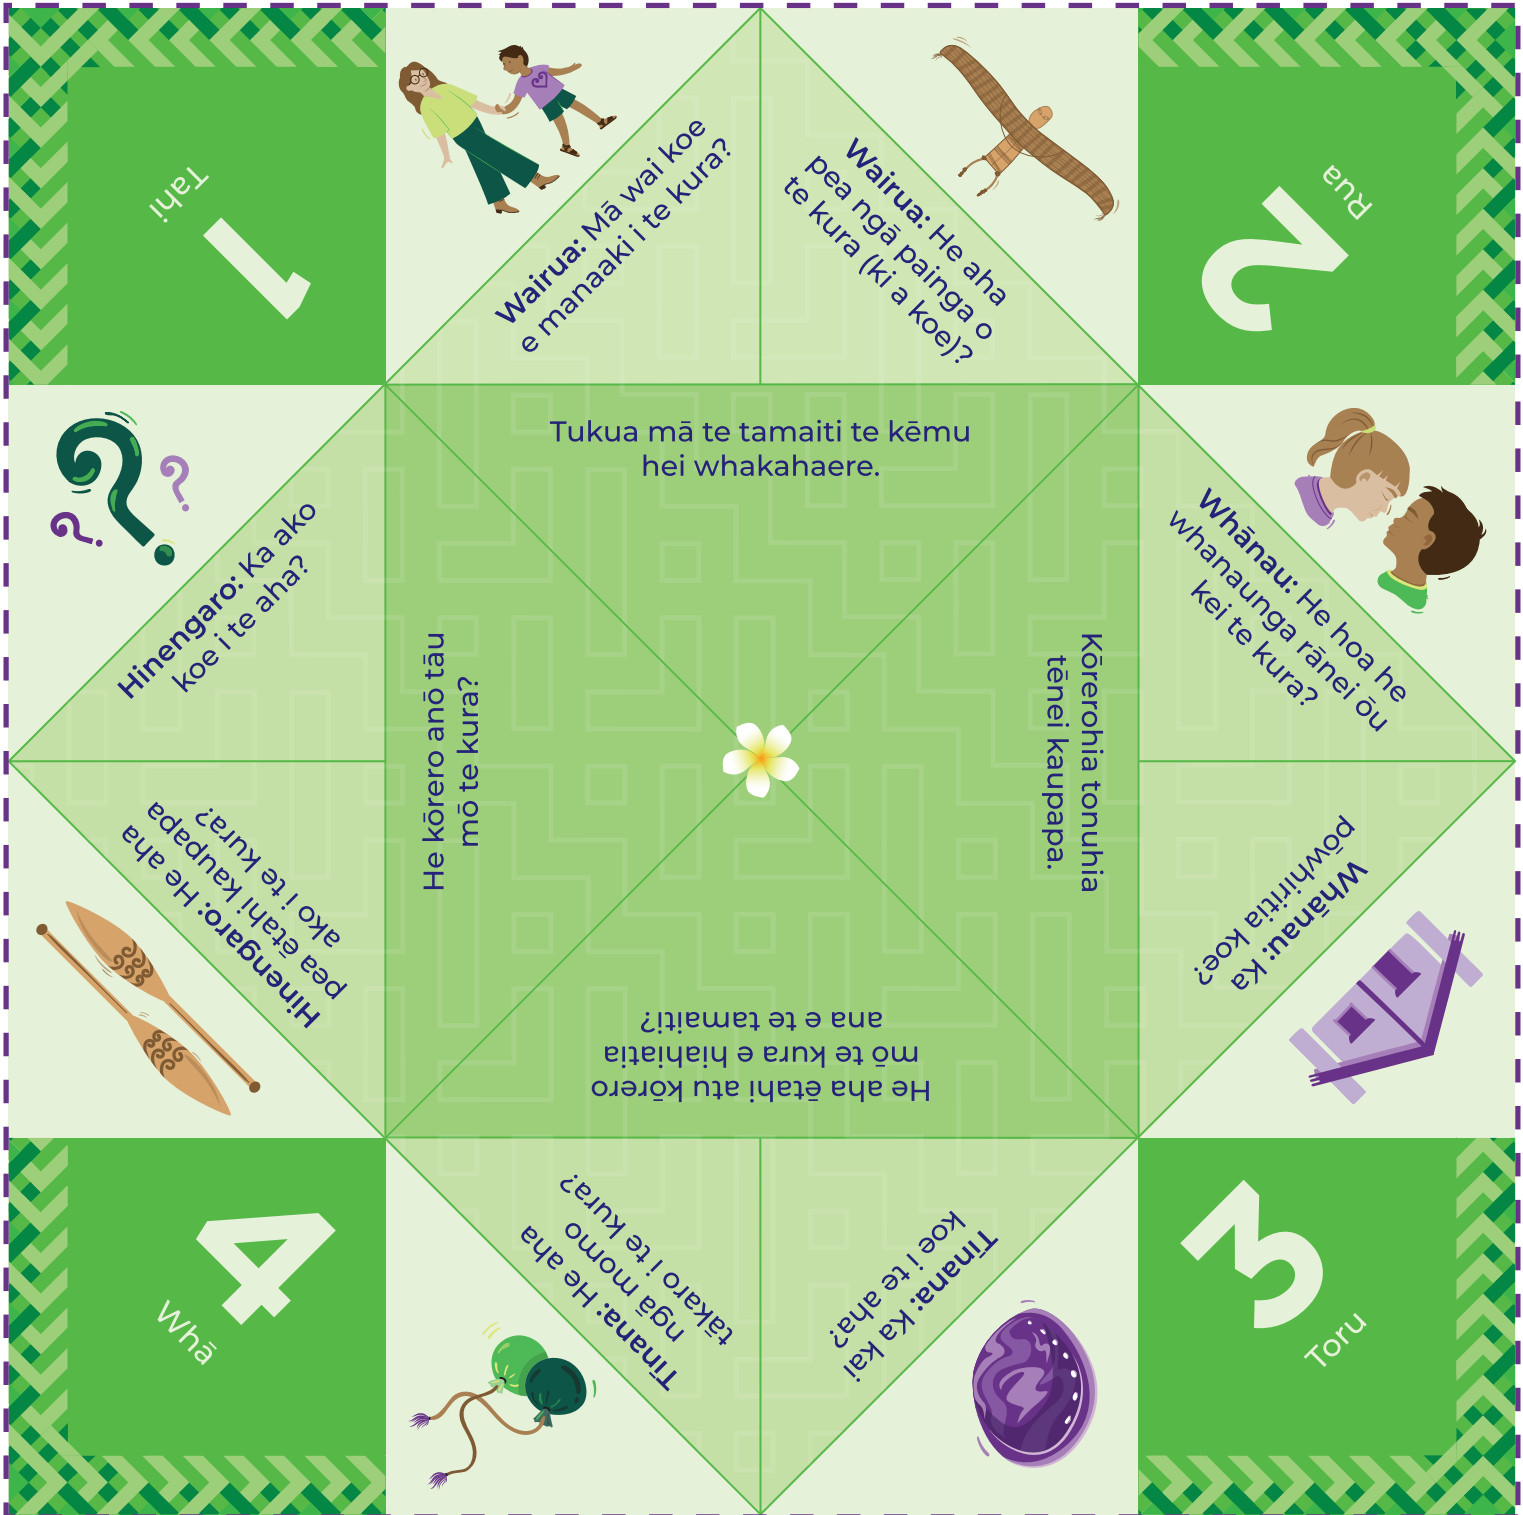 Tahi
1
Wairua: Mā wai koe
e manaaki i te kura?
Wairua: He aha
pea ngā painga o
te kura (ki a koe)?
Rua
2
Hinengaro: Ka ako
koe i te aha?
Tukua mā te tamaiti te kēmu
hei whakahaere.
Whānau: He hoa he
whanaunga rānei ōu
kei te kura?
He kōrero anō tāu
mō te kura?
Kōrerohia tonuhia
tēnei kaupapa.
Hinengaro: He aha
pea ētahi kaupapa
ako i te kura?
Whānau: Ka
pōwhiritia koe?
He aha ētahi atu kōrero
mō te kura e hiahiatia
ana e te tamaiti?
4
Whā
Tinana: He aha
ngā momo
tākaro i te kura?
Tinana: Ka kai
koe i te aha?
3
Toru